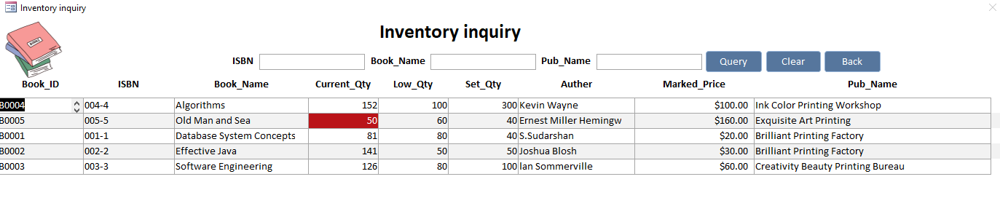 Inventory inquiry
Inventory inquiry
ISBN Book_Name Pub_Name Query Clear Back
Book_ID ISBN Book_Name Current_Qty Low_Qty Set_Qty Auther Marked_Price Pub_Name
B0004 004-4 Algorithms 152 100 300 Kevin Wayne $100.00 Ink Color Printing Workshop
B0005 005-5 Old Man and Sea 50 60 40 Ernest Miller Hemingw $160.00 Exquisite Art Printing
B0001 001-1 Database System Concepts 81 80 40 S.Sudarshan $20.00 Brilliant Printing Factory
B0002 002-2 Effective Java 141 50 50 Joshua Blosh $30.00 Brilliant Printing Factory
B0003 003-3 Software Engineering 126 80 100 Ian Sommerville $60.00 Creativity Beauty Printing Bureau